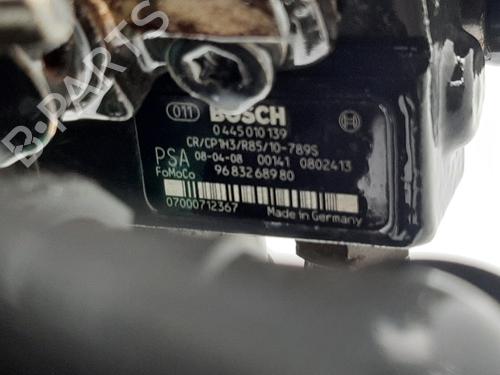 011 BOSCH
0 445 010 139
CR/CP1H3/R85/10-789S
PSA 08-04-08 00141 0802413
FoMoCo 96 832 689 80
07000712367 Made in Germany
B-PARTS